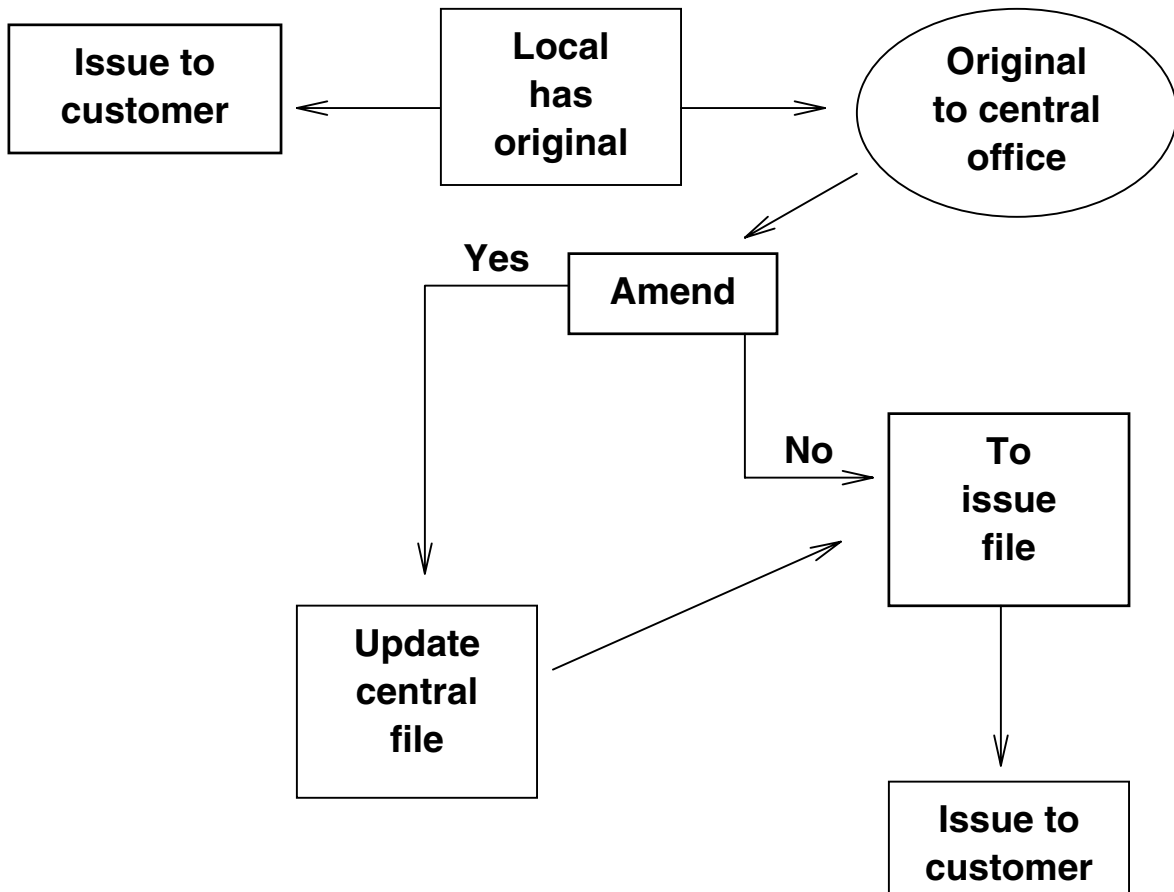 Issue to
customer
Local
has
original
Original
to central
office
Yes
Amend
No
To
issue
file
Update
central
file
Issue to
customer